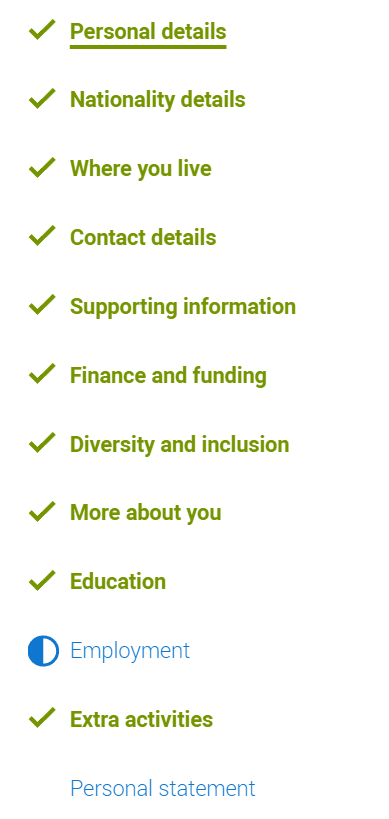 Personal details
Nationality details
Where you live
Contact details
Supporting information
Finance and funding
Diversity and inclusion
More about you
Education
Employment
Extra activities
Personal statement